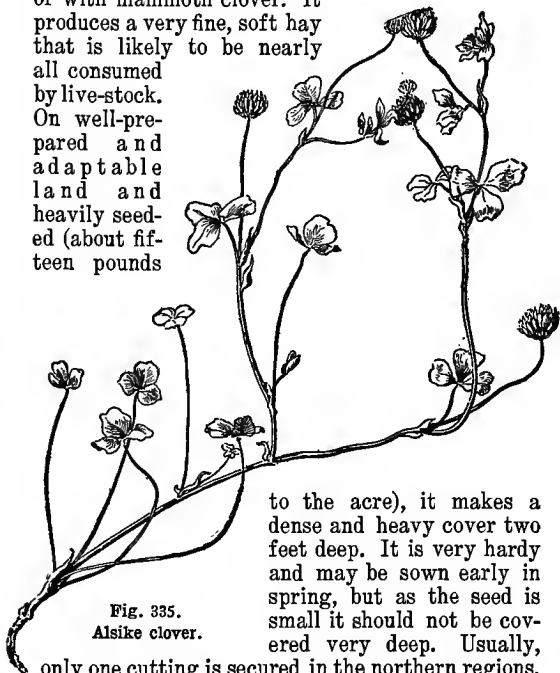 or with mammoth clover. It
produces a very fine, soft hay
that is likely to be nearly
all consumed
by live-stock.
On well-pre-
pared and
adaptable
land and
heavily seed-
ed (about fif-
teen pounds
to the acre), it makes a
dense and heavy cover two
feet deep. It is very hardy
and may be sown early in
spring, but as the seed is
small it should not be cov-
ered very deep. Usually,
only one cutting is secured in the northern regions.
Fig. 335.
Alsike clover.